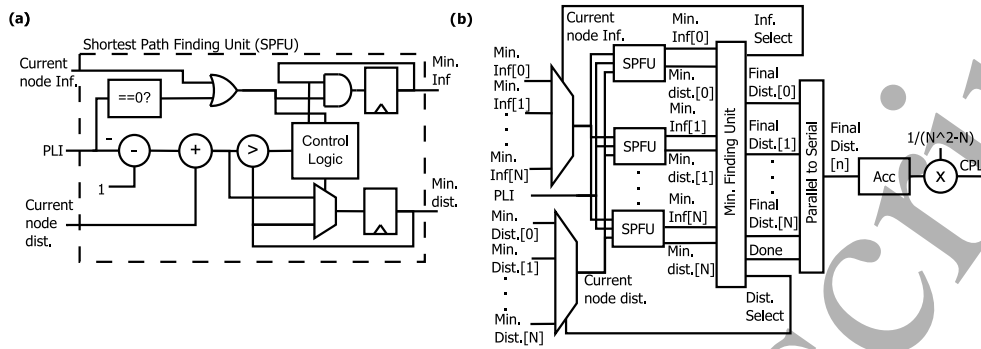 (a)
Shortest Path Finding Unit (SPFU)
Current
node Inf.
==0?
PLI
-
-
+
>
1
Control
Logic
Current
node
dist.
Min.
Inf
Min.
dist.
(b)
Current
node Inf.
Min.
Inf[0]
Min.
Inf[1]
Min.
Inf[N]
PLI
Min.
Dist.[0]
Min.
Dist.[1]
Min.
Dist.[N]
SPFU
SPFU
SPFU
Current
node dist.
Min.
Inf[0]
Min.
dist.[0]
Min.
Inf[1]
Min.
dist.[1]
Min.
Inf[N]
Min.
dist.[N]
Min. Finding Unit
Inf.
Select
Final
Dist.[0]
Final
Dist.[1]
Final
Dist.[N]
Done
Dist.
Select
Parallel to Serial
Final
Dist.
[n]
Acc
1/(N^2-N)
x
CPL
cri